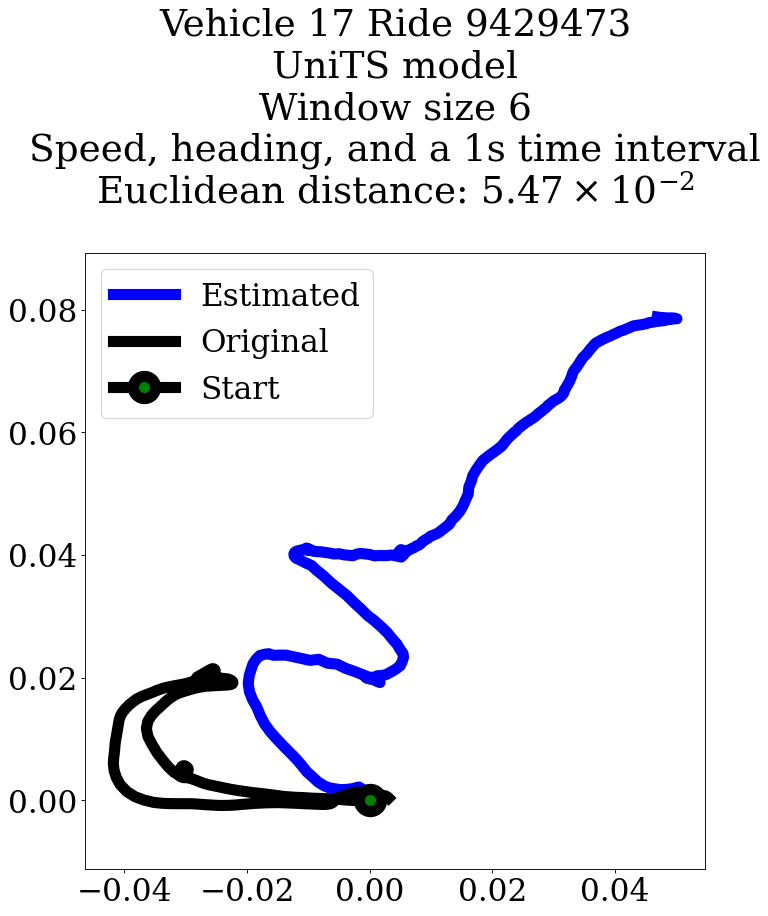 Vehicle 17 Ride 9429473
UniTS model
Window size 6
Speed, heading, and a 1s time interval
Euclidean distance: 5.47 × 10⁻²
Estimated
Original
Start
0.08
0.06
0.04
0.02
0.00
−0.04 −0.02 0.00 0.02 0.04